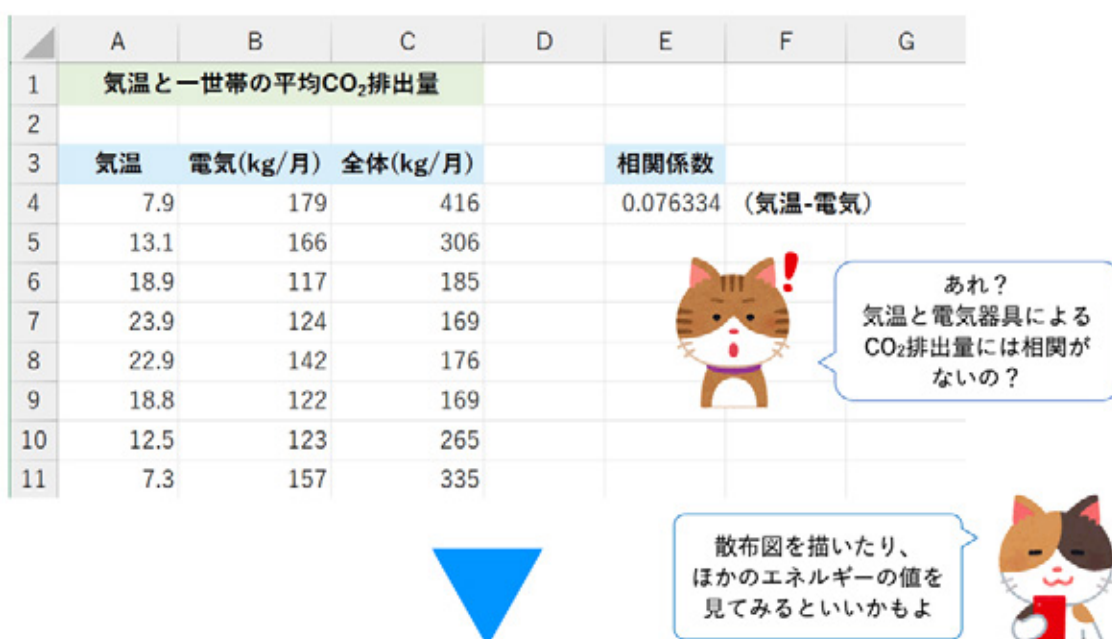 A B C D E F G
1 気温と一世帯の平均CO₂排出量
2
3 気温 電気(kg/月) 全体(kg/月) 相関係数
4 7.9 179 416 0.076334 (気温-電気)
5 13.1 166 306
6 18.9 117 185
7 23.9 124 169
8 22.9 142 176
9 18.8 122 169
10 12.5 123 265
11 7.3 157 335
!
あれ？
気温と電気器具による
CO₂排出量には相関が
ないの？
散布図を描いたり、
ほかのエネルギーの値を
見てみるといいかもよ